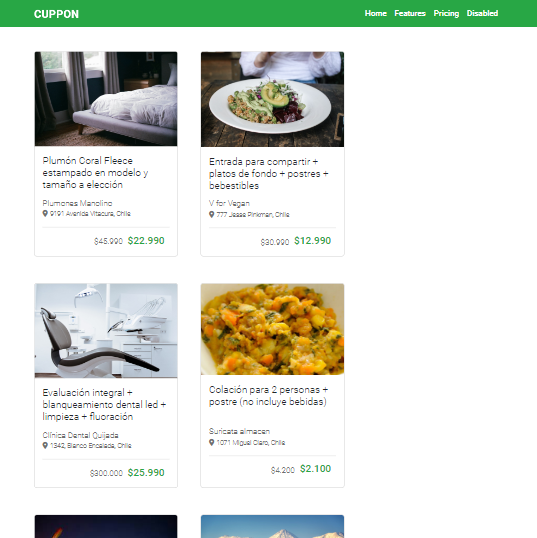 CUPPON
Home Features Pricing Disabled
Plumón Coral Fleece
estampado en modelo y
tamaño a elección
Plumones Manolino
9191 Avenida Vitacura, Chile
$45.990 $22.990
Entrada para compartir +
platos de fondo + postres +
bebestibles
V for Vegan
777 Jesse Pinkman, Chile
$30.990 $12.990
Evaluación integral +
blanqueamiento dental led +
limpieza + fluoración
Clínica Dental Quijada
1342, Blanco Encalada, Chile
$300.000 $25.990
Colación para 2 personas +
postre (no incluye bebidas)
Suricata almacen
1071 Miguel Claro, Chile
$4.200 $2.100